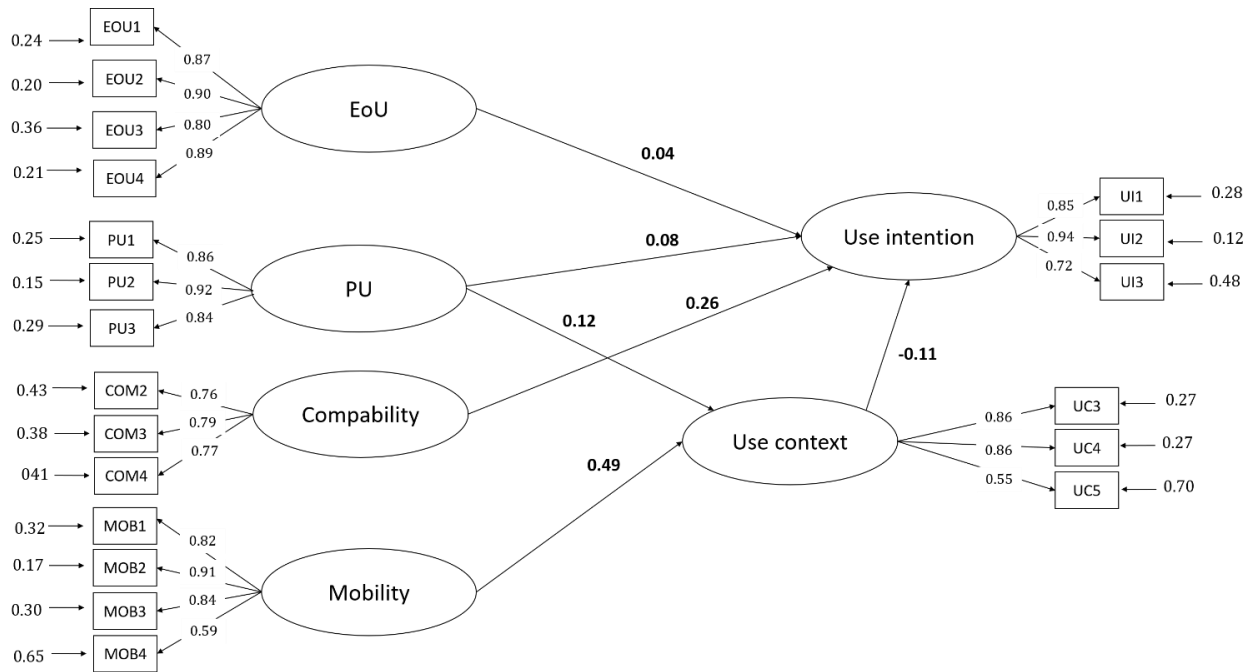 0.24
EOU1
0.87
0.20
EOU2
0.90
0.36
EOU3
0.80
0.21
EOU4
0.89
EoU
0.04
0.25
PU1
0.86
0.15
PU2
0.92
0.29
PU3
0.84
PU
0.08
0.12
0.43
COM2
0.76
0.38
COM3
0.79
041
COM4
0.77
Compability
0.26
0.32
MOB1
0.82
0.17
MOB2
0.91
0.30
MOB3
0.84
0.65
MOB4
0.59
Mobility
0.49
Use intention
0.85
UI1
0.28
0.94
UI2
0.12
0.72
UI3
0.48
-0.11
Use context
0.86
UC3
0.27
0.86
UC4
0.27
0.55
UC5
0.70